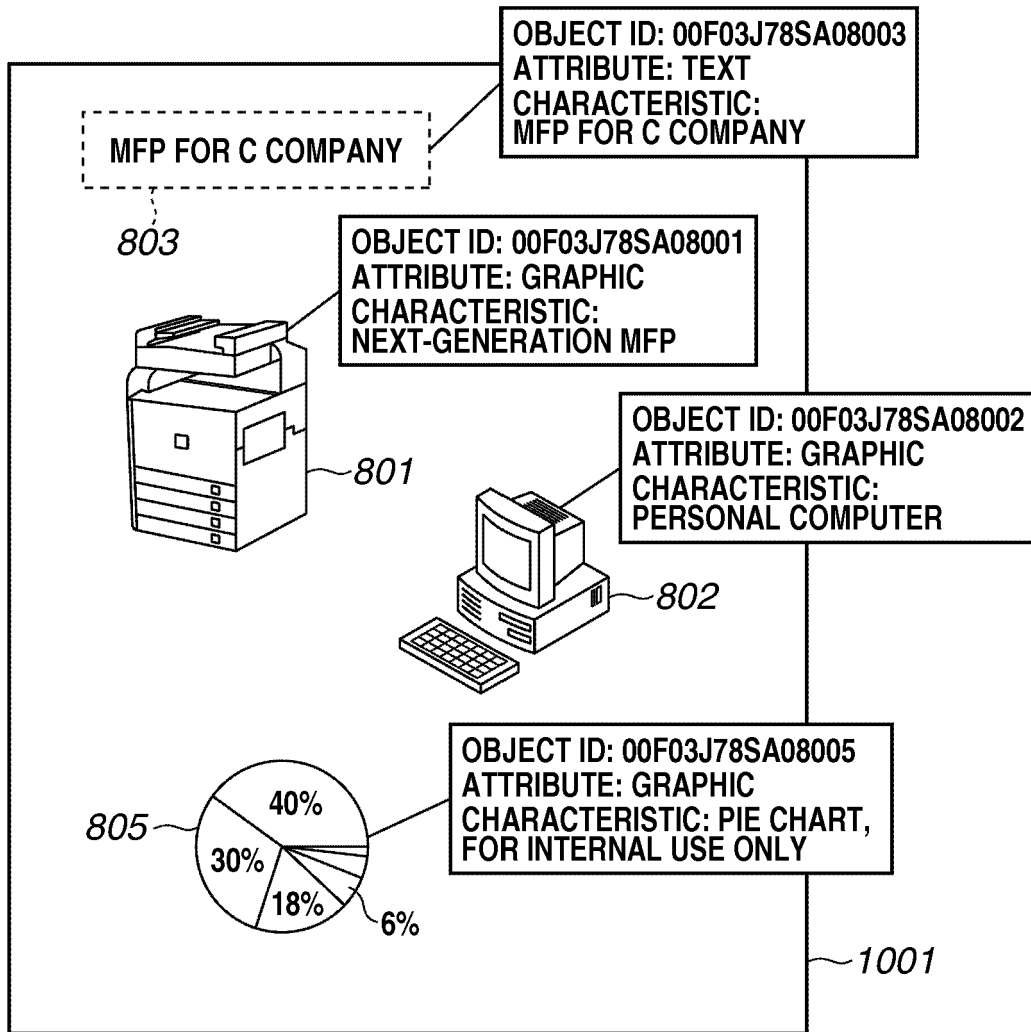 OBJECT ID: 00F03J78SA08003
ATTRIBUTE: TEXT
CHARACTERISTIC:
MFP FOR C COMPANY
MFP FOR C COMPANY
803
OBJECT ID: 00F03J78SA08001
ATTRIBUTE: GRAPHIC
CHARACTERISTIC:
NEXT-GENERATION MFP
801
OBJECT ID: 00F03J78SA08002
ATTRIBUTE: GRAPHIC
CHARACTERISTIC:
PERSONAL COMPUTER
802
OBJECT ID: 00F03J78SA08005
ATTRIBUTE: GRAPHIC
CHARACTERISTIC: PIE CHART,
FOR INTERNAL USE ONLY
805
40%
30%
18%
6%
1001